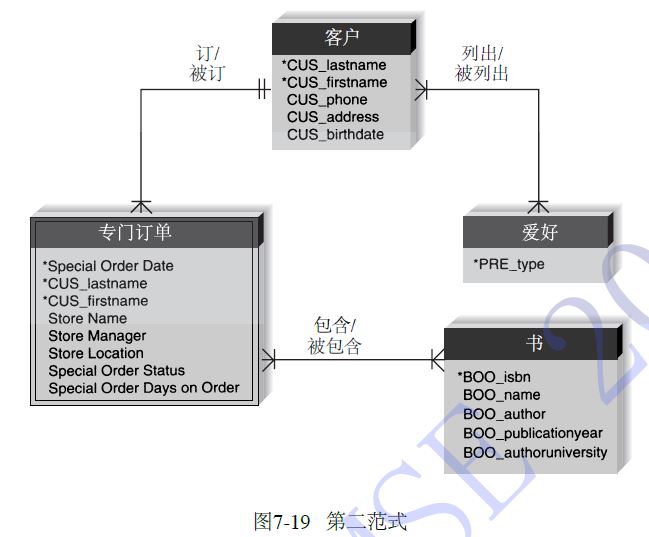 客户
*CUS_lastname
*CUS_firstname
CUS_phone
CUS_address
CUS_birthdate
订/
被订
列出/
被列出
专门订单
*Special Order Date
*CUS_lastname
*CUS_firstname
Store Name
Store Manager
Store Location
Special Order Status
Special Order Days on Order
爱好
*PRE_type
包含/
被包含
书
*BOO_isbn
BOO_name
BOO_author
BOO_publicationyear
BOO_authoruniversity
图7-19 第二范式
MSE 20